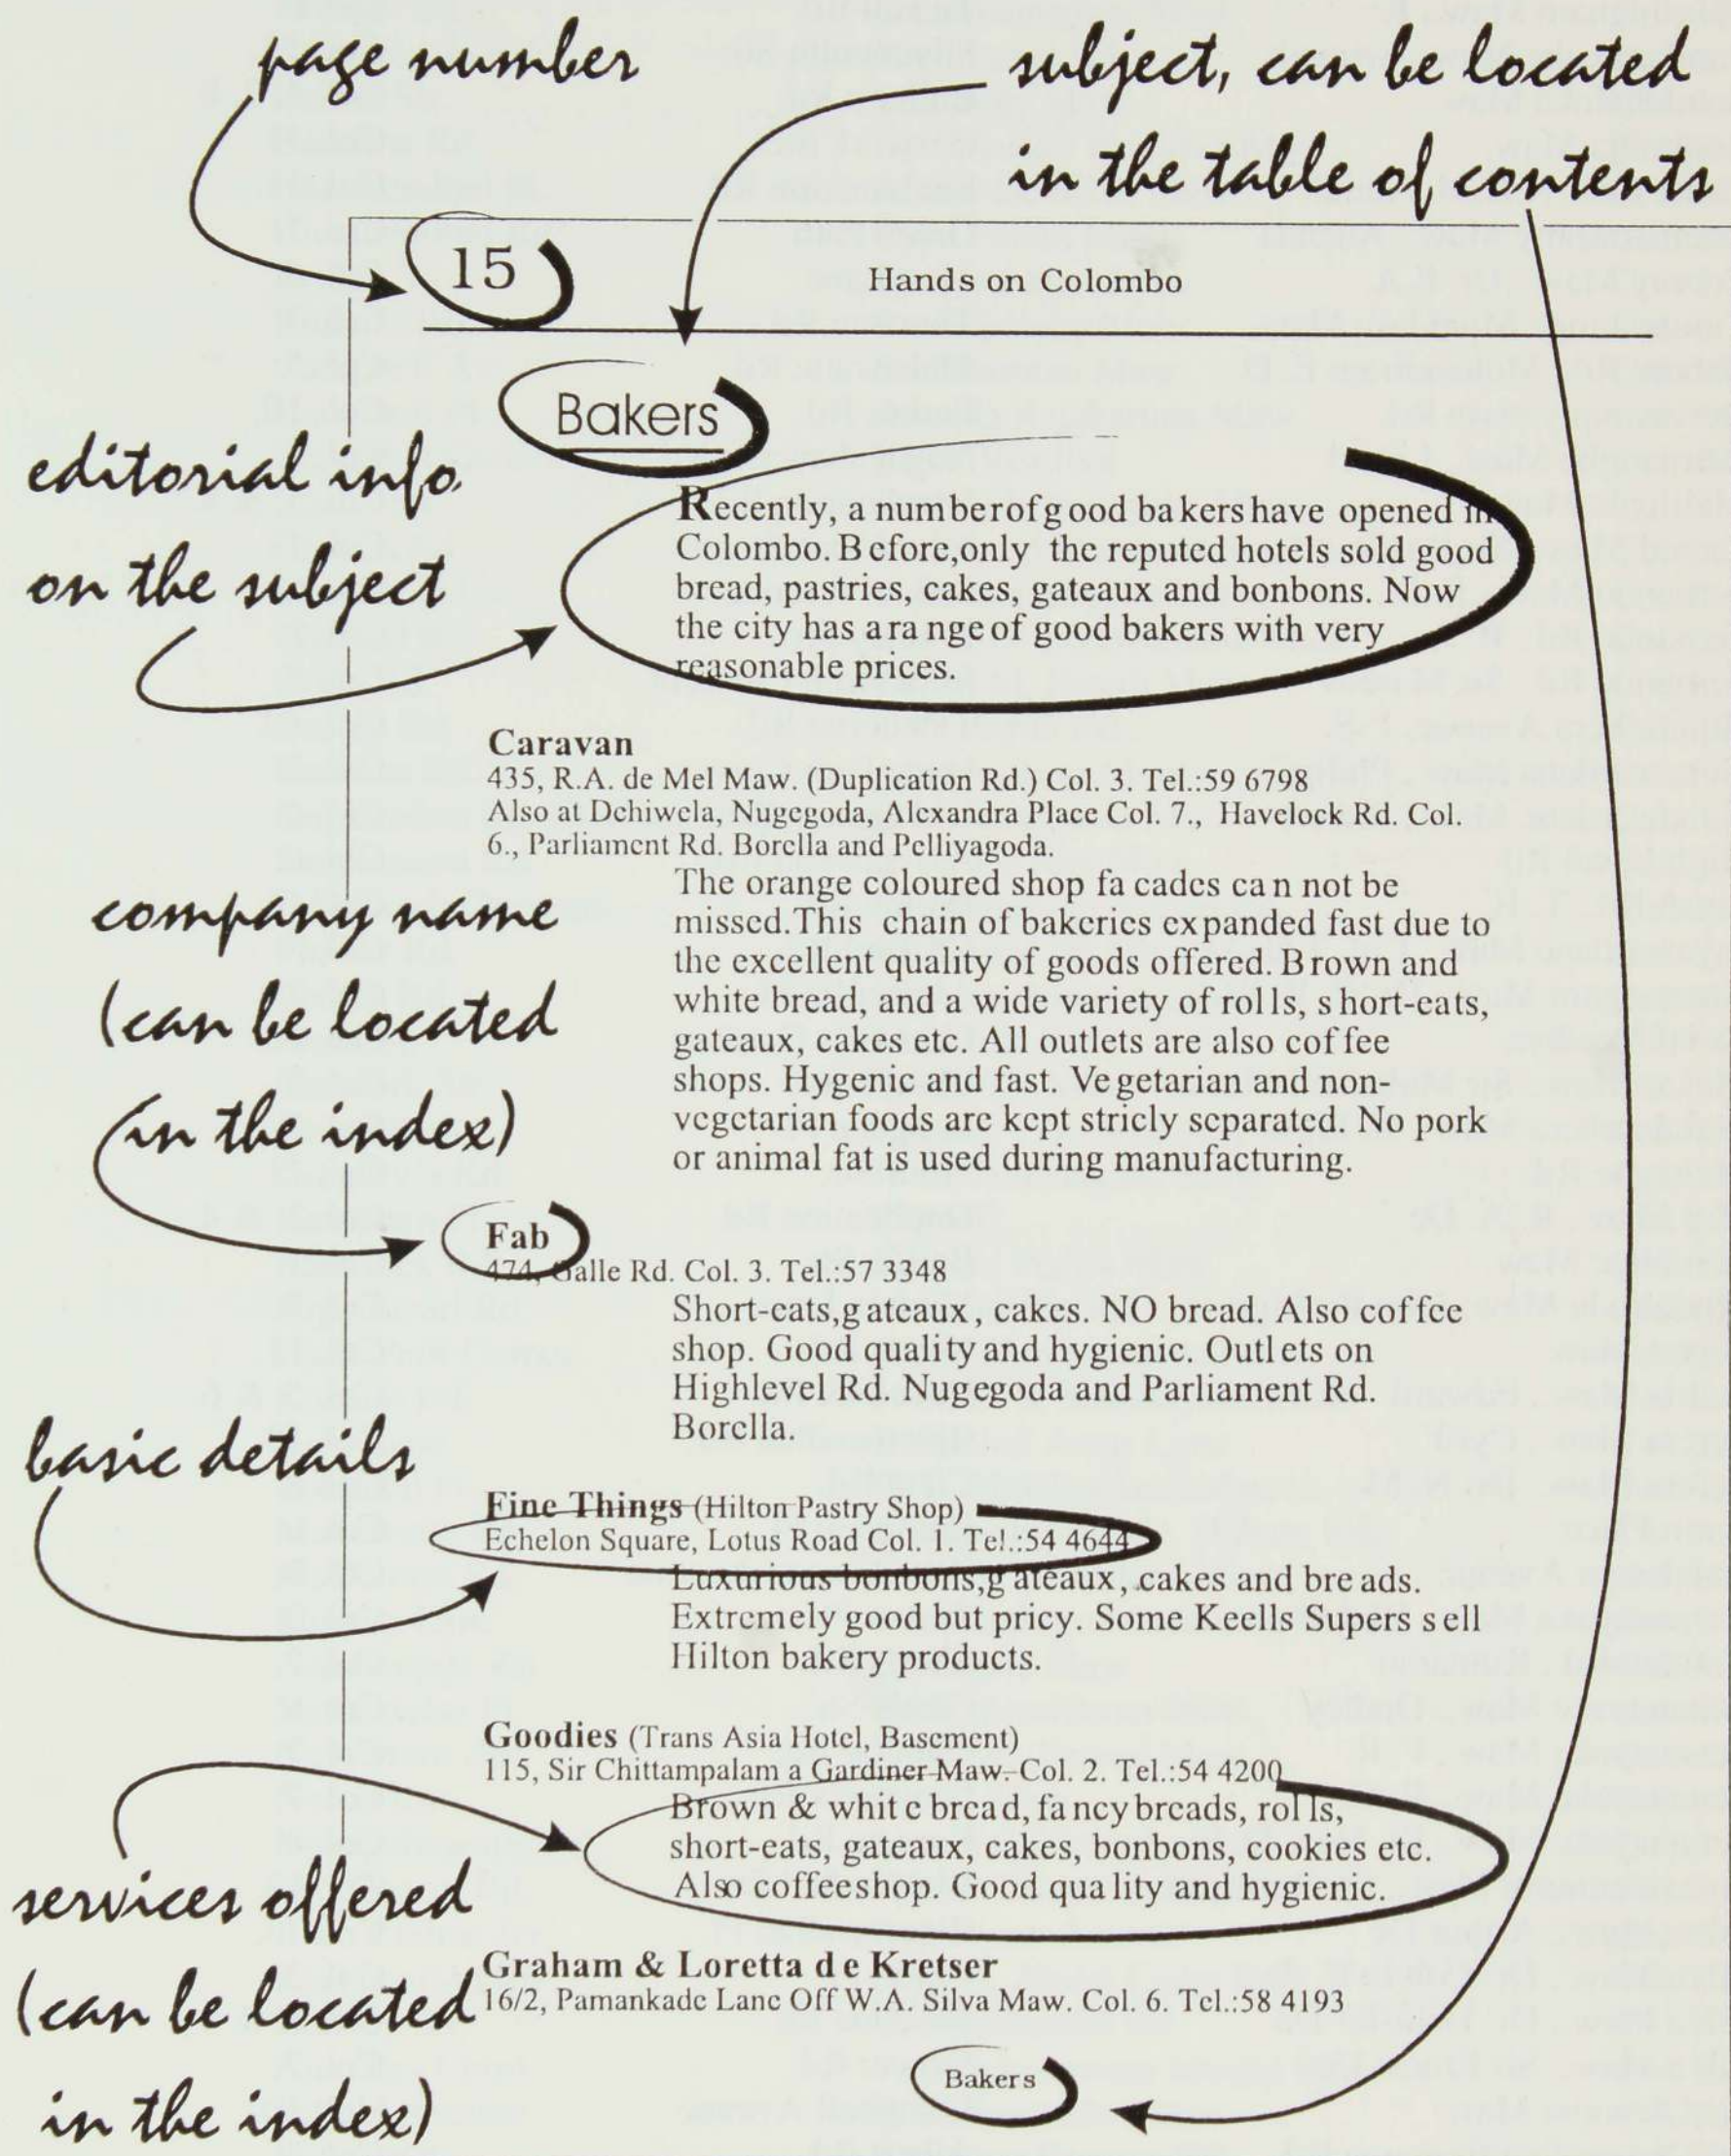 page number
subject, can be located
in the table of contents
15
Hands on Colombo
Bakers
editorial info.
on the subject
Recently, a number of good bakers have opened in
Colombo. Before, only the reputed hotels sold good
bread, pastries, cakes, gateaux and bonbons. Now
the city has a range of good bakers with very
reasonable prices.
Caravan
435, R.A. de Mel Maw. (Duplication Rd.) Col. 3. Tel.:59 6798
Also at Dehiwela, Nugegoda, Alexandra Place Col. 7., Havelock Rd. Col.
6., Parliament Rd. Borella and Pelliyagoda.
company name
(can be located
(in the index)
The orange coloured shop facades can not be
missed. This chain of bakeries expanded fast due to
the excellent quality of goods offered. Brown and
white bread, and a wide variety of rolls, short-eats,
gateaux, cakes etc. All outlets are also coffee
shops. Hygenic and fast. Vegetarian and non-
vegetarian foods are kept stricly separated. No pork
or animal fat is used during manufacturing.
Fab
474, Galle Rd. Col. 3. Tel.:57 3348
Short-eats, gateaux, cakes. NO bread. Also coffee
shop. Good quality and hygienic. Outlets on
Highlevel Rd. Nugegoda and Parliament Rd.
Borella.
basic details
Fine Things (Hilton Pastry Shop)
Echelon Square, Lotus Road Col. 1. Tel.:54 4644
Luxurious bonbons, gateaux, cakes and breads.
Extremely good but pricy. Some Keells Supers sell
Hilton bakery products.
Goodies (Trans Asia Hotel, Basement)
115, Sir Chittampalam a Gardiner Maw. Col. 2. Tel.:54 4200
Brown & white bread, fancy breads, rolls,
short-eats, gateaux, cakes, bonbons, cookies etc.
Also coffeeshop. Good quality and hygienic.
services offered
(can be located
in the index)
Graham & Loretta de Kretser
16/2, Pamankade Lane Off W.A. Silva Maw. Col. 6. Tel.:58 4193
Bakers